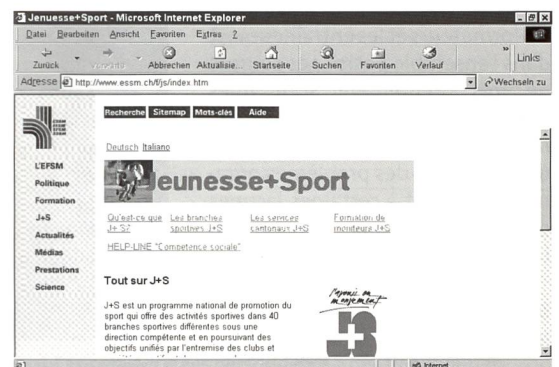 Jenuesse+Sport - Microsoft Internet Explorer
Datei Bearbeiten Ansicht Favoriten Extras ?
Zurück Vorwärts Abbrechen Aktualisie... Startseite Suchen Favoriten Verlauf » Links
Adresse http://www.essm.ch/f/js/index.htm Wechseln zu
Recherche Sitemap Mots-clés Aide
Deutsch Italiano
Jeunesse+Sport
L'EFSM
Politique
Formation
J+S
Actualités
Médias
Prestations
Science
Qu'est-ce que Les branches Les services Formation de
J+S? sportives J+S cantonaux J+S moniteurs J+S
HELP-LINE "Compétence sociale"
Tout sur J+S
J+S est un programme national de promotion du
sport qui offre des activités sportives dans 40
branches sportives différentes sous une
direction compétente et en poursuivant des
objectifs unifiés par l'entremise des clubs et
Internet